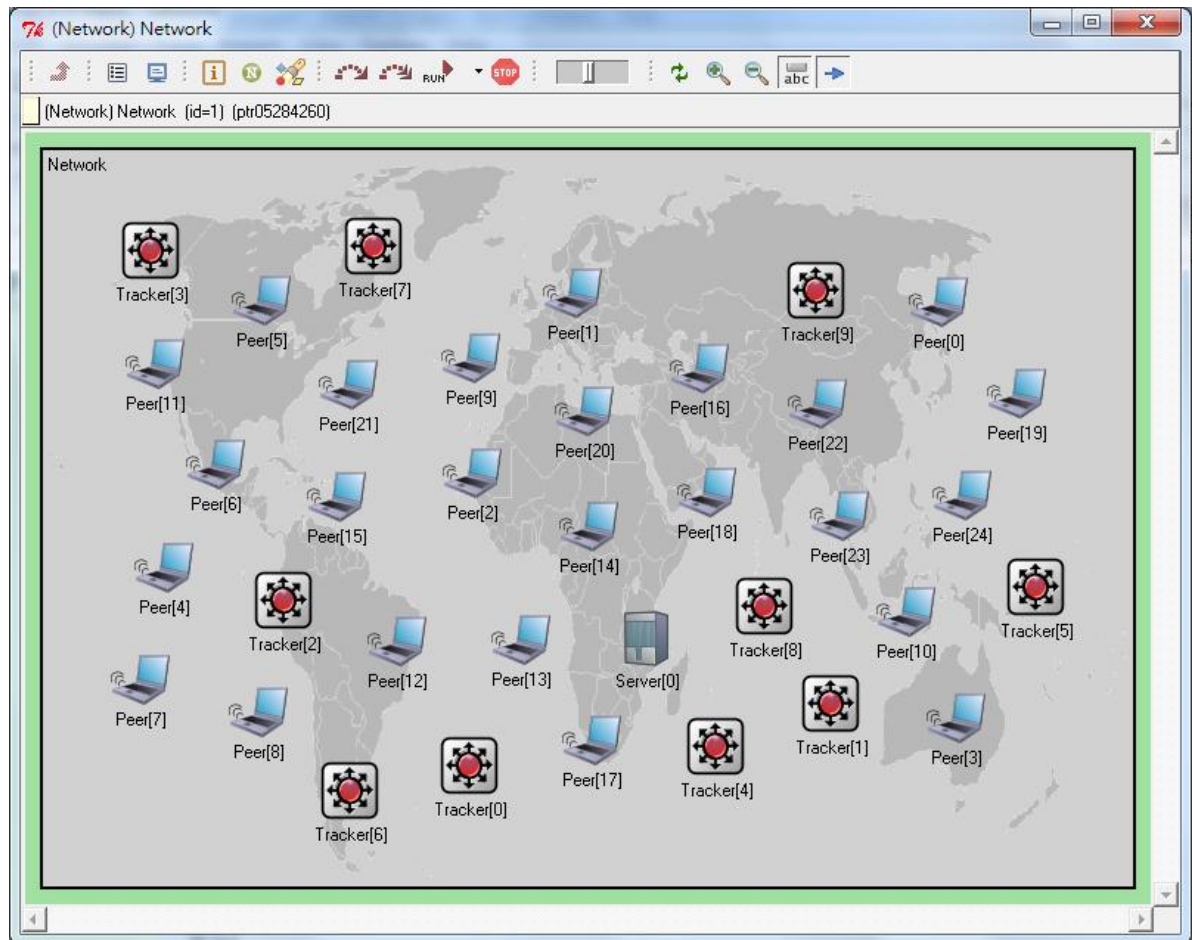 (Network) Network
RUN
STOP
abc
(Network) Network (id=1) (ptr05284260)
Network
Tracker[3]
Tracker[7]
Peer[5]
Peer[1]
Tracker[9]
Peer[0]
Peer[11]
Peer[21]
Peer[9]
Peer[16]
Peer[22]
Peer[19]
Peer[20]
Peer[6]
Peer[15]
Peer[2]
Peer[14]
Peer[18]
Peer[23]
Peer[24]
Peer[4]
Tracker[2]
Peer[12]
Peer[13]
Server[0]
Tracker[8]
Peer[10]
Tracker[5]
Peer[7]
Peer[8]
Tracker[6]
Tracker[0]
Peer[17]
Tracker[4]
Tracker[1]
Peer[3]